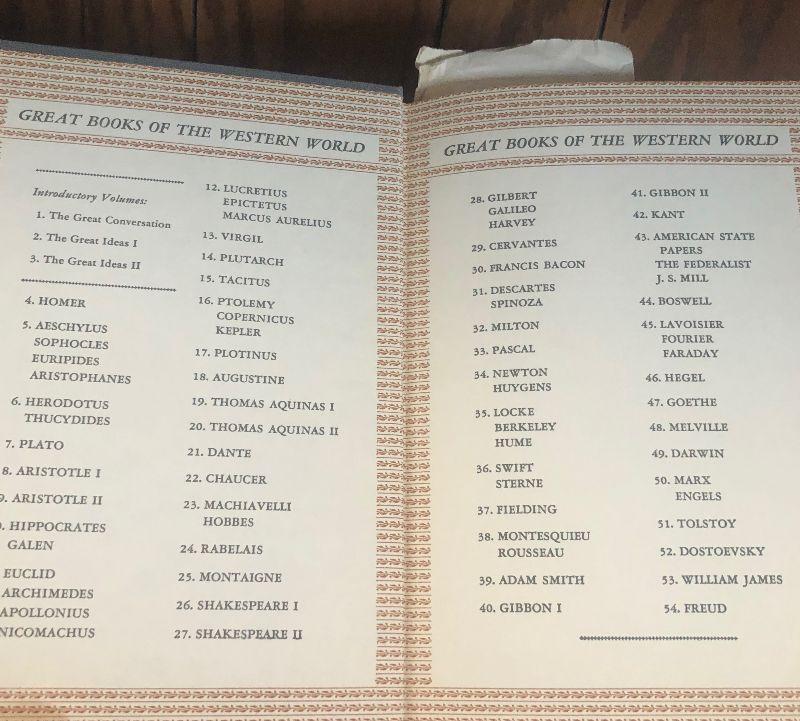 GREAT BOOKS OF THE WESTERN WORLD
Introductory Volumes:
1. The Great Conversation
2. The Great Ideas I
3. The Great Ideas II
4. HOMER
5. AESCHYLUS
SOPHOCLES
EURIPIDES
ARISTOPHANES
6. HERODOTUS
THUCYDIDES
7. PLATO
8. ARISTOTLE I
9. ARISTOTLE II
. HIPPOCRATES
GALEN
EUCLID
ARCHIMEDES
APOLLONIUS
NICOMACHUS
12. LUCRETIUS
EPICTETUS
MARCUS AURELIUS
13. VIRGIL
14. PLUTARCH
15. TACITUS
16. PTOLEMY
COPERNICUS
KEPLER
17. PLOTINUS
18. AUGUSTINE
19. THOMAS AQUINAS I
20. THOMAS AQUINAS II
21. DANTE
22. CHAUCER
23. MACHIAVELLI
HOBBES
24. RABELAIS
25. MONTAIGNE
26. SHAKESPEARE I
27. SHAKESPEARE II
GREAT BOOKS OF THE WESTERN WORLD
28. GILBERT
GALILEO
HARVEY
29. CERVANTES
30. FRANCIS BACON
31. DESCARTES
SPINOZA
32. MILTON
33. PASCAL
34. NEWTON
HUYGENS
35. LOCKE
BERKELEY
HUME
36. SWIFT
STERNE
37. FIELDING
38. MONTESQUIEU
ROUSSEAU
39. ADAM SMITH
40. GIBBON I
41. GIBBON II
42. KANT
43. AMERICAN STATE
PAPERS
THE FEDERALIST
J. S. MILL
44. BOSWELL
45. LAVOISIER
FOURIER
FARADAY
46. HEGEL
47. GOETHE
48. MELVILLE
49. DARWIN
50. MARX
ENGELS
51. TOLSTOY
52. DOSTOEVSKY
53. WILLIAM JAMES
54. FREUD